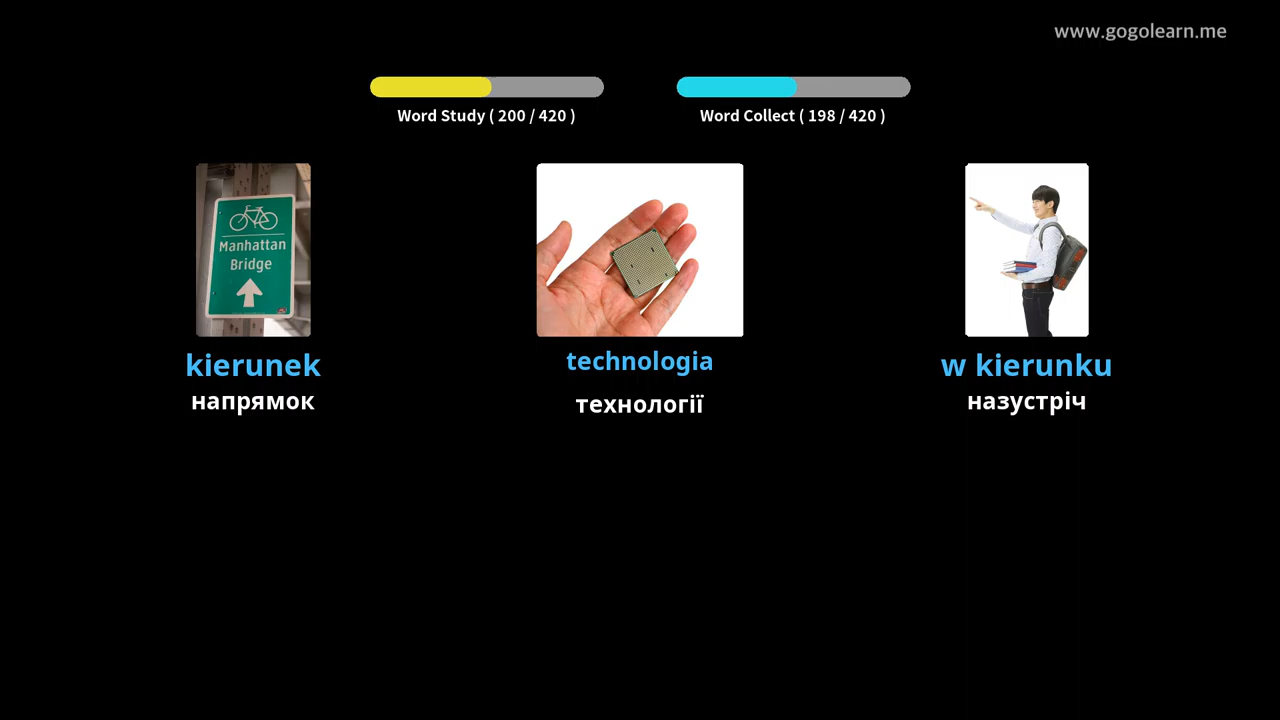 www.gogolearn.me
Word Study ( 200 / 420 )
Word Collect ( 198 / 420 )
Manhattan
Bridge
kierunek
напрямок
technologia
технології
w kierunku
назустріч